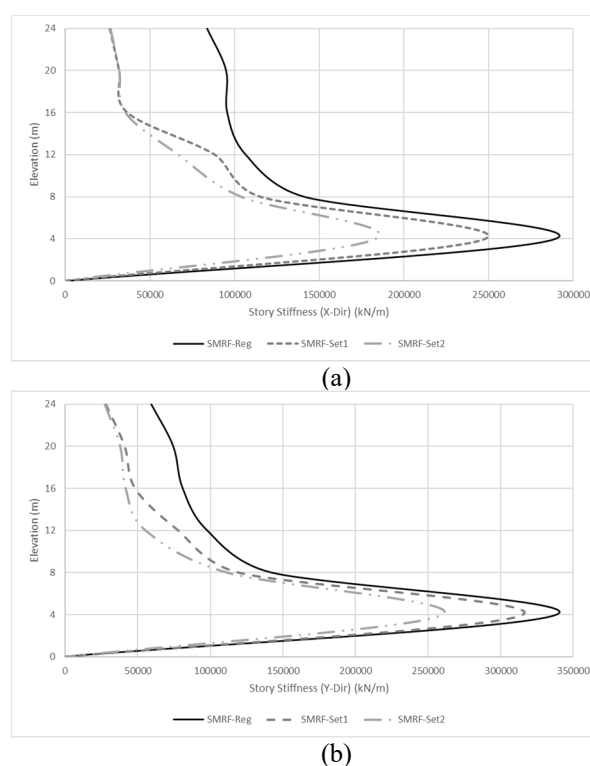 24
20
16
12
8
4
0
Elevation (m)
0 50000 100000 150000 200000 250000 300000
Story Stiffness (X-Dir) (kN/m)
SMRF-Reg SMRF-Set1 SMRF-Set2
(a)
24
20
16
12
8
4
0
Elevation (m)
0 50000 100000 150000 200000 250000 300000 350000
Story Stiffness (Y-Dir) (kN/m)
SMRF-Reg SMRF-Set1 SMRF-Set2
(b)